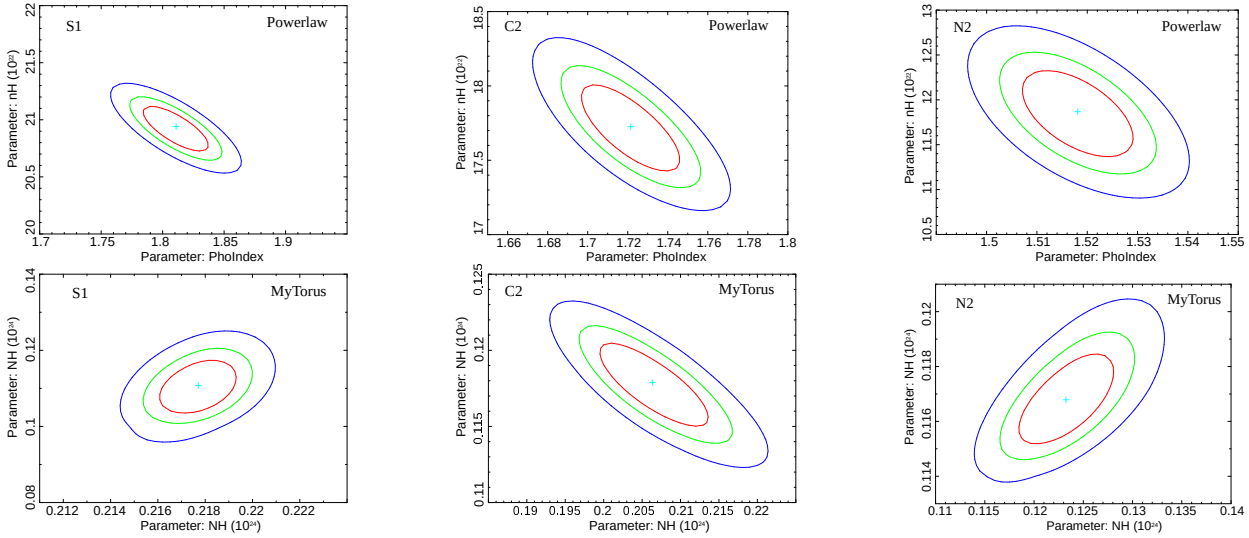 S1
Powerlaw
Parameter: nH (10²²)
20 20.5 21 21.5 22
1.7 1.75 1.8 1.85 1.9
Parameter: PhoIndex
C2
Powerlaw
Parameter: nH (10²²)
17 17.5 18 18.5
1.66 1.68 1.7 1.72 1.74 1.76 1.78 1.8
Parameter: PhoIndex
N2
Powerlaw
Parameter: nH (10²²)
10.5 11 11.5 12 12.5 13
1.5 1.51 1.52 1.53 1.54 1.55
Parameter: PhoIndex
S1
MyTorus
Parameter: NH (10²⁴)
0.08 0.1 0.12 0.14
0.212 0.214 0.216 0.218 0.22 0.222
Parameter: NH (10²⁴)
C2
MyTorus
Parameter: NH (10²⁴)
0.11 0.115 0.12 0.125
0.19 0.195 0.2 0.205 0.21 0.215 0.22
Parameter: NH (10²⁴)
N2
MyTorus
Parameter: NH (10²⁴)
0.114 0.116 0.118 0.12
0.11 0.115 0.12 0.125 0.13 0.135 0.14
Parameter: NH (10²⁴)